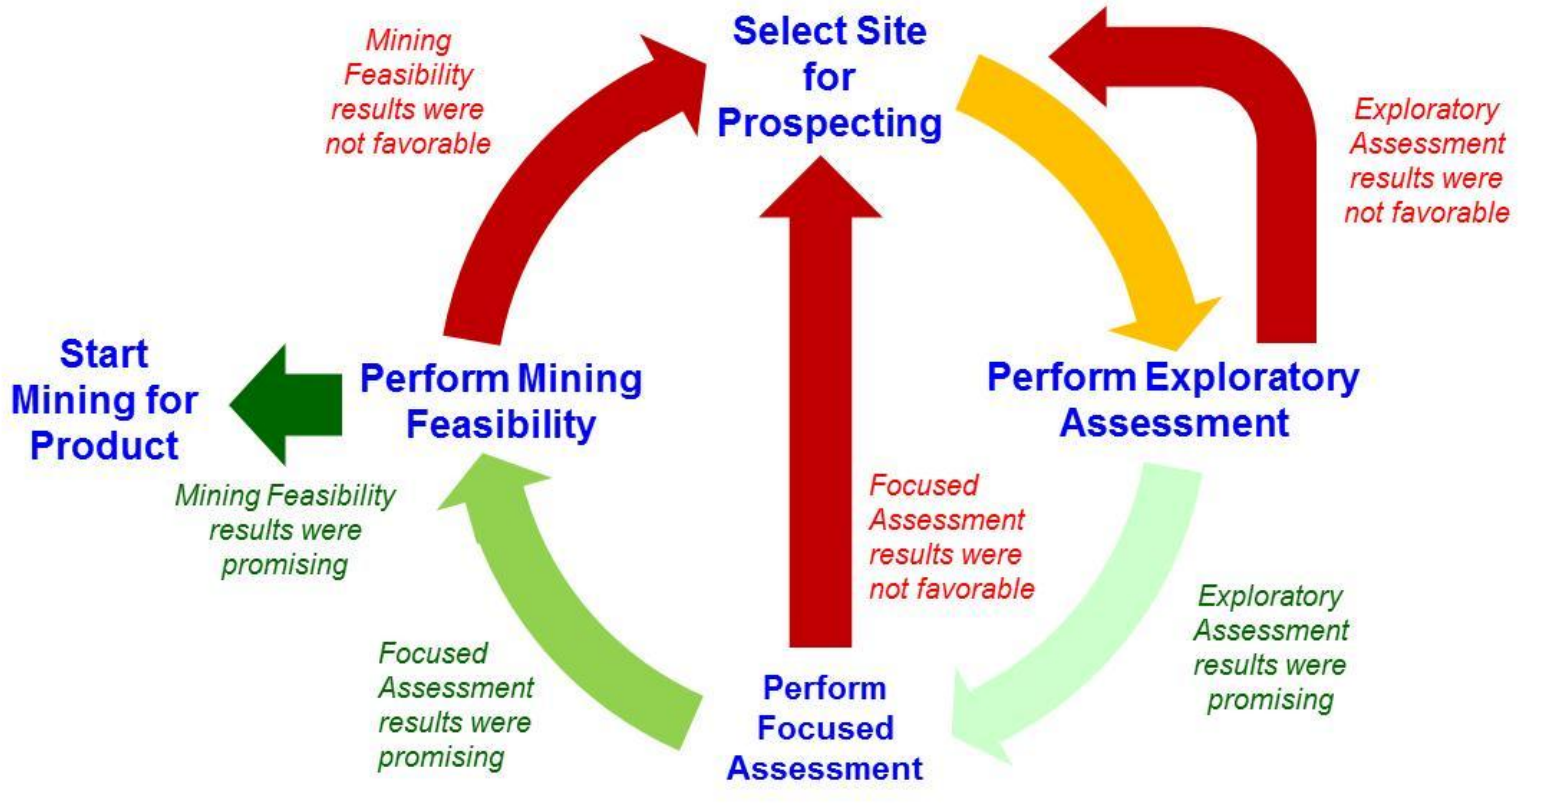 Select Site
for
Prospecting
Mining
Feasibility
results were
not favorable
Exploratory
Assessment
results were
not favorable
Start
Mining for
Product
Perform Mining
Feasibility
Perform Exploratory
Assessment
Mining Feasibility
results were
promising
Focused
Assessment
results were
not favorable
Exploratory
Assessment
results were
promising
Focused
Assessment
results were
promising
Perform
Focused
Assessment